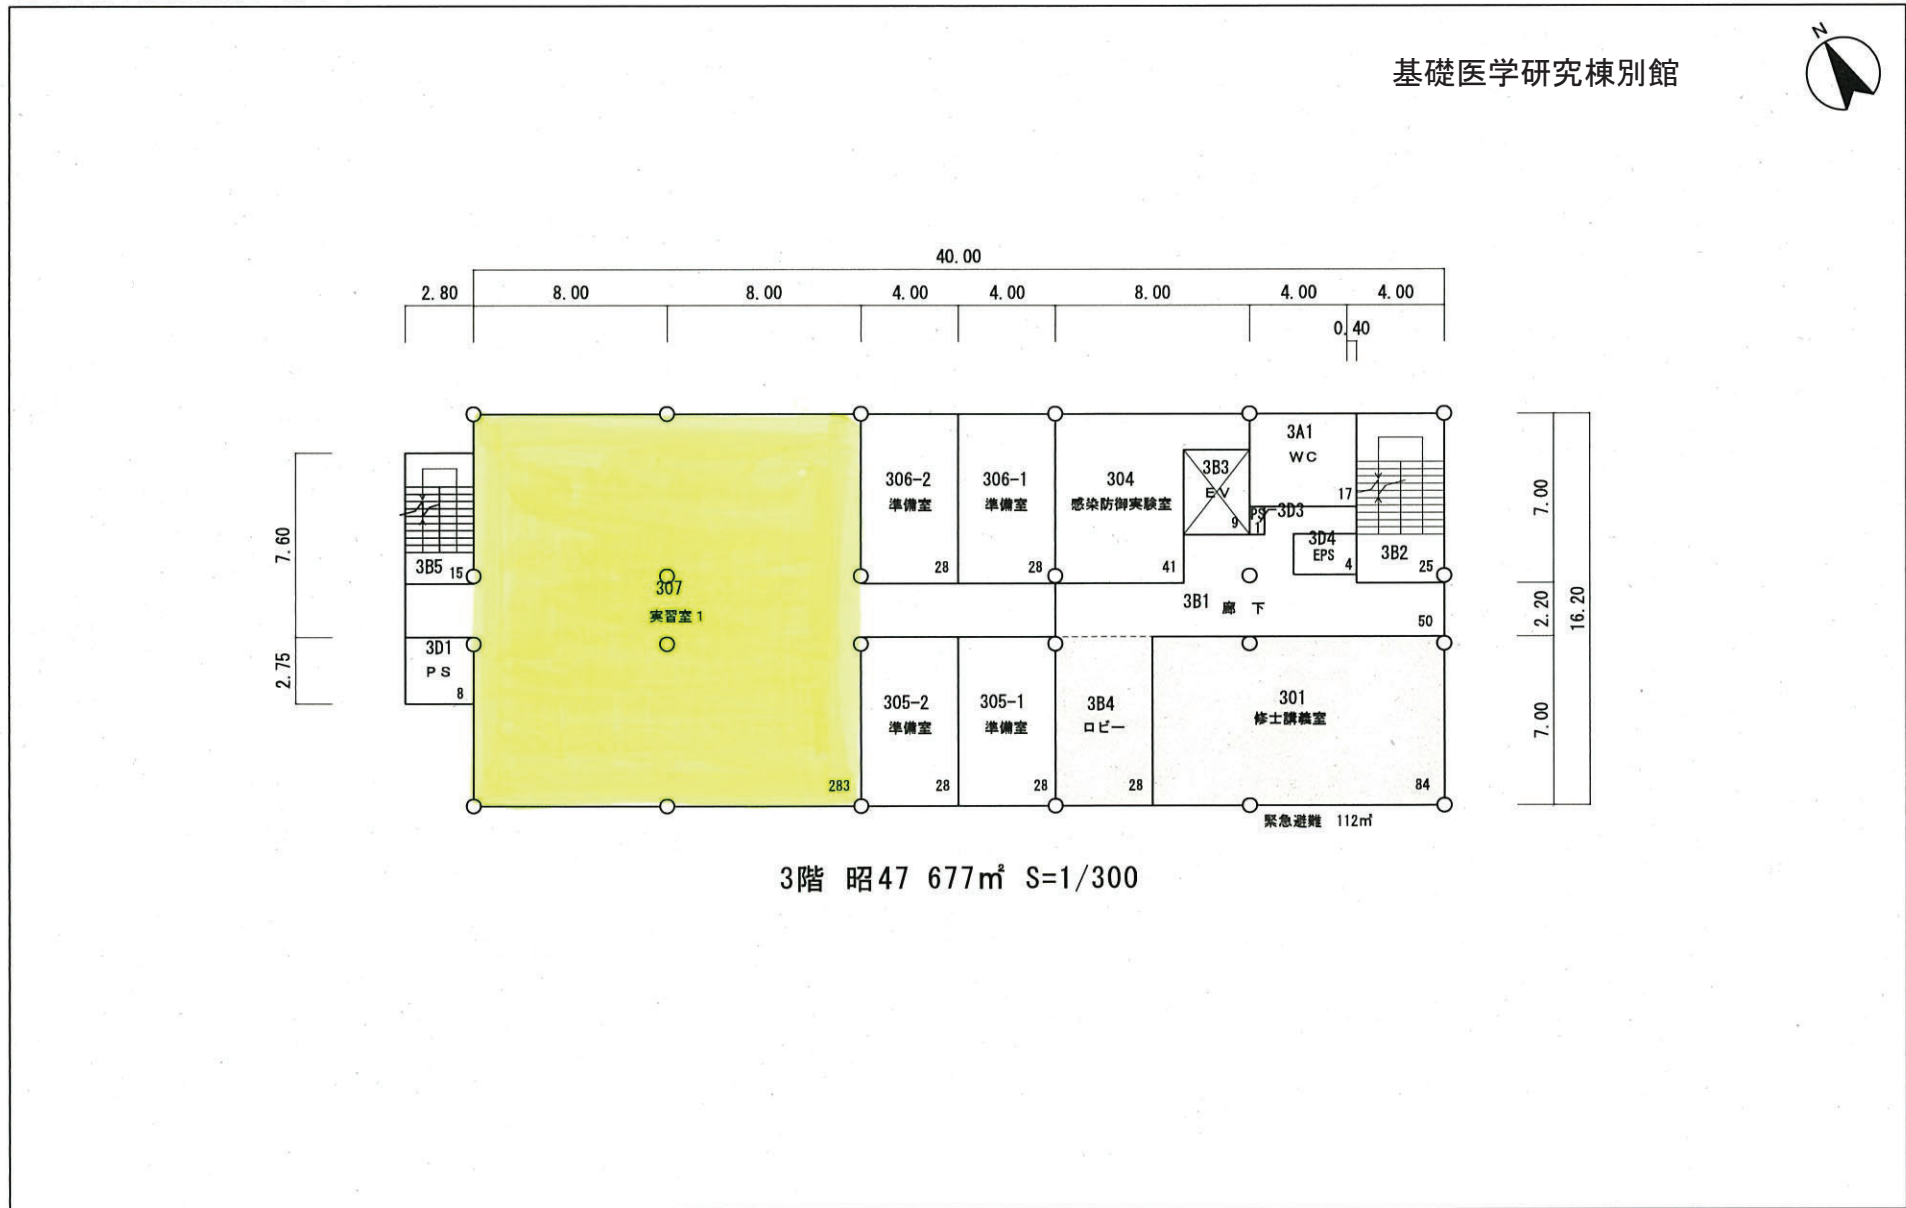 N
基礎医学研究棟別館
40.00
2.80 8.00 8.00 4.00 4.00 8.00 4.00 4.00
0.40
7.60
2.75
7.00
2.20
7.00
16.20
3B5 15
3D1
PS
8
307
実習室1
283
306-2
準備室
28
306-1
準備室
28
304
感染防御実験室
41
3B3
EV
9
3A1
WC
17
PS 3D3
1
3D4
EPS
4
3B2
25
3B1 廊下
50
305-2
準備室
28
305-1
準備室
28
3B4
ロビー
28
301
修士講義室
84
緊急避難 112㎡
3階 昭47 677㎡ S=1/300